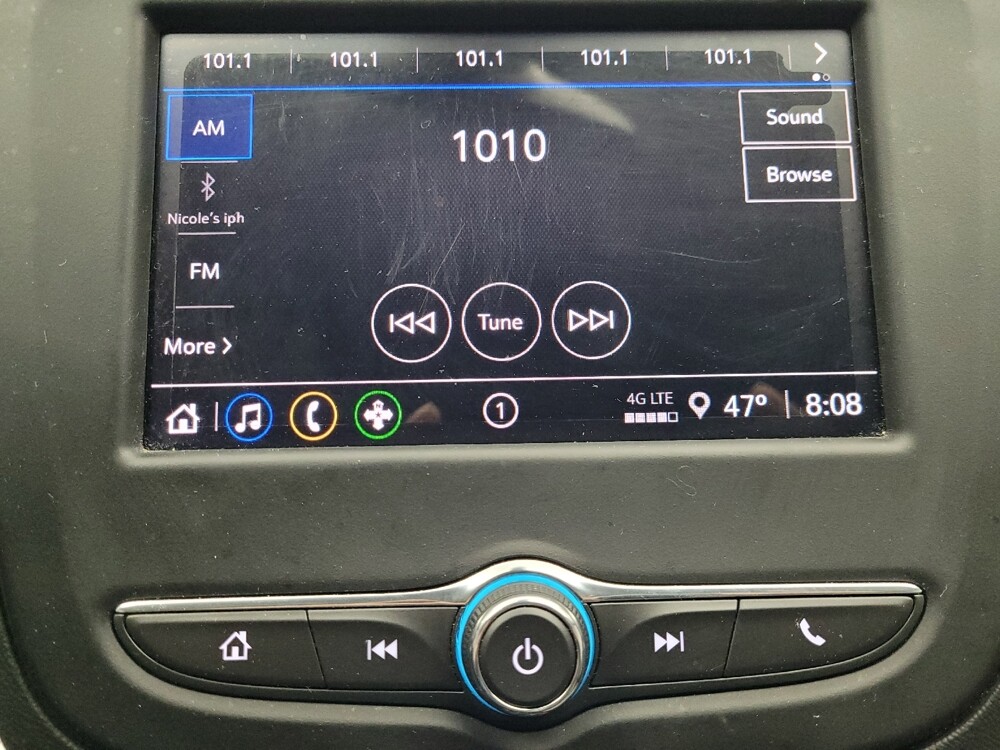 101.1 101.1 101.1 101.1 101.1
AM
1010
Sound
Browse
Nicole's iph
FM
Tune
More
1
4G LTE
47° 8:08